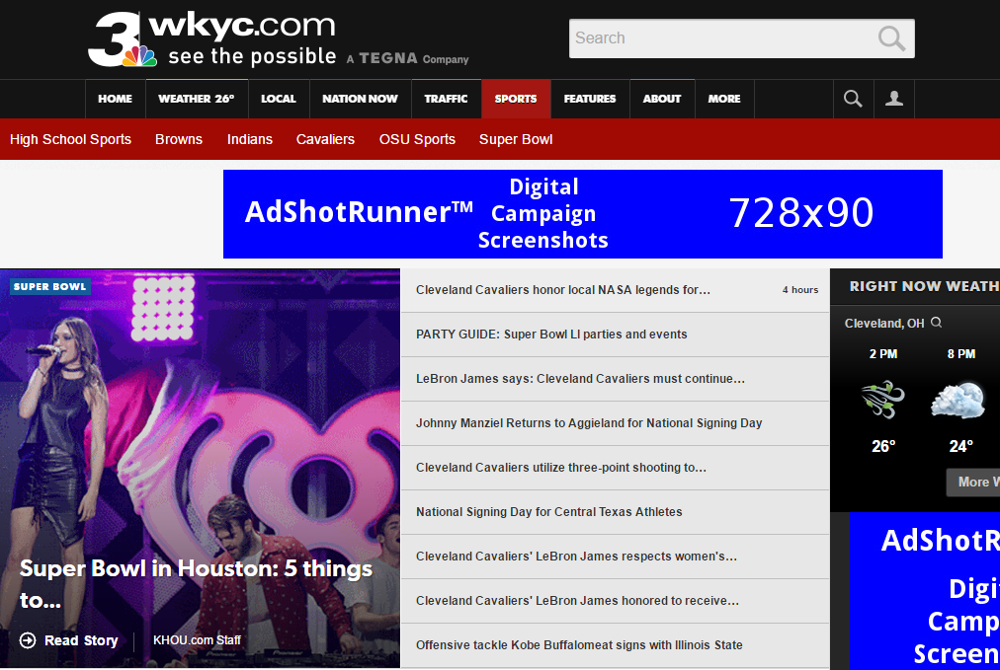 3 wkyc.com
see the possible A TEGNA Company
Search
HOME WEATHER 26° LOCAL NATION NOW TRAFFIC SPORTS FEATURES ABOUT MORE
High School Sports Browns Indians Cavaliers OSU Sports Super Bowl
AdShotRunner™ Digital Campaign Screenshots 728x90
SUPER BOWL
Super Bowl in Houston: 5 things
to...
Read Story KHOU.com Staff
Cleveland Cavaliers honor local NASA legends for... 4 hours
PARTY GUIDE: Super Bowl LI parties and events
LeBron James says: Cleveland Cavaliers must continue...
Johnny Manziel Returns to Aggieland for National Signing Day
Cleveland Cavaliers utilize three-point shooting to...
National Signing Day for Central Texas Athletes
Cleveland Cavaliers' LeBron James respects women's...
Cleveland Cavaliers' LeBron James honored to receive...
Offensive tackle Kobe Buffalomeat signs with Illinois State
RIGHT NOW WEATH
Cleveland, OH
2 PM 8 PM
26° 24°
More W
AdShotR
Digi
Camp
Screen